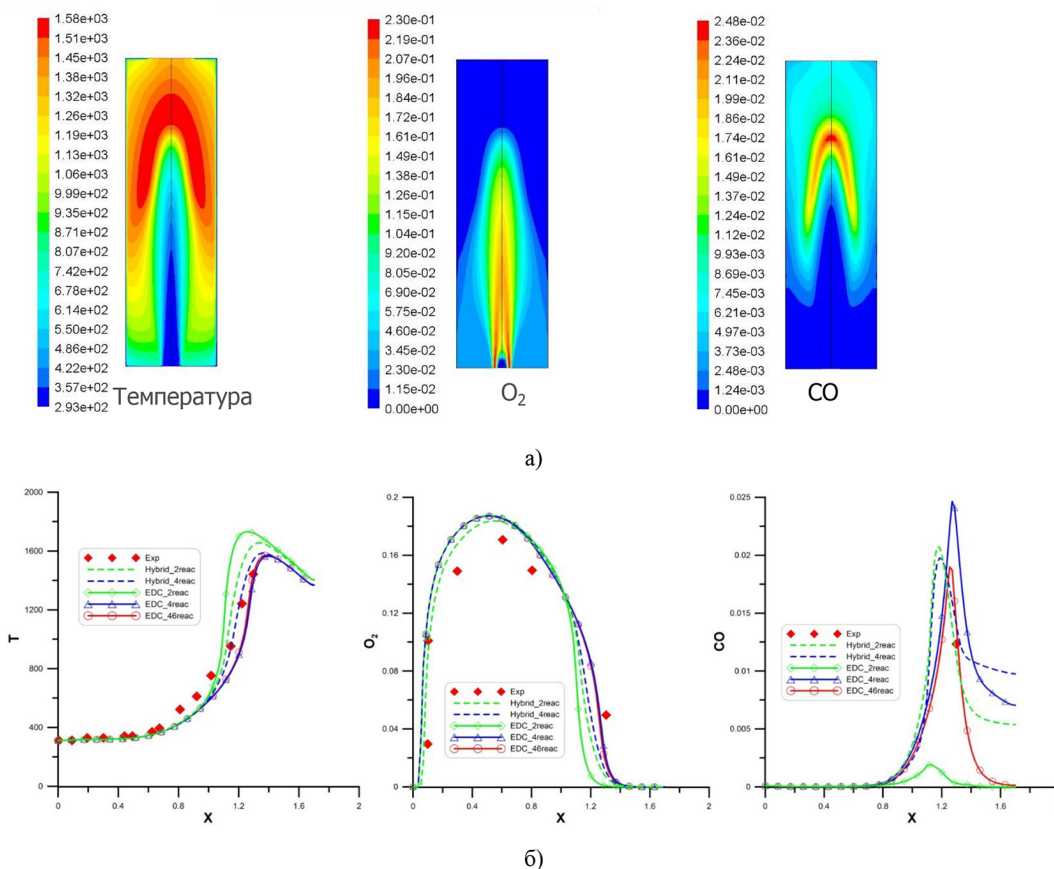 1.58e+03
1.51e+03
1.45e+03
1.38e+03
1.32e+03
1.26e+03
1.19e+03
1.13e+03
1.06e+03
9.99e+02
9.35e+02
8.71e+02
8.07e+02
7.42e+02
6.78e+02
6.14e+02
5.50e+02
4.86e+02
4.22e+02
3.57e+02
2.93e+02
Температура
2.30e-01
2.19e-01
2.07e-01
1.96e-01
1.84e-01
1.72e-01
1.61e-01
1.49e-01
1.38e-01
1.26e-01
1.15e-01
1.04e-01
9.20e-02
8.05e-02
6.90e-02
5.75e-02
4.60e-02
3.45e-02
2.30e-02
1.15e-02
0.00e+00
O₂
2.48e-02
2.36e-02
2.24e-02
2.11e-02
1.99e-02
1.86e-02
1.74e-02
1.61e-02
1.49e-02
1.37e-02
1.24e-02
1.12e-02
9.93e-03
8.69e-03
7.45e-03
6.21e-03
4.97e-03
3.73e-03
2.48e-03
1.24e-03
0.00e+00
CO
а)
2000
1600
1200
800
400
0
T
0 0.4 0.8 1.2 1.6 2
X
Exp
Hybrid_2reac
Hybrid_4reac
EDC_2reac
EDC_4reac
EDC_46reac
0.2
0.16
0.12
0.08
0.04
0
O₂
0 0.4 0.8 1.2 1.6 2
X
Exp
Hybrid_2reac
Hybrid_4reac
EDC_2reac
EDC_4reac
EDC_46reac
0.025
0.02
0.015
0.01
0.005
0
CO
0 0.4 0.8 1.2 1.6 2
X
Exp
Hybrid_2reac
Hybrid_4reac
EDC_2reac
EDC_4reac
EDC_46reac
б)